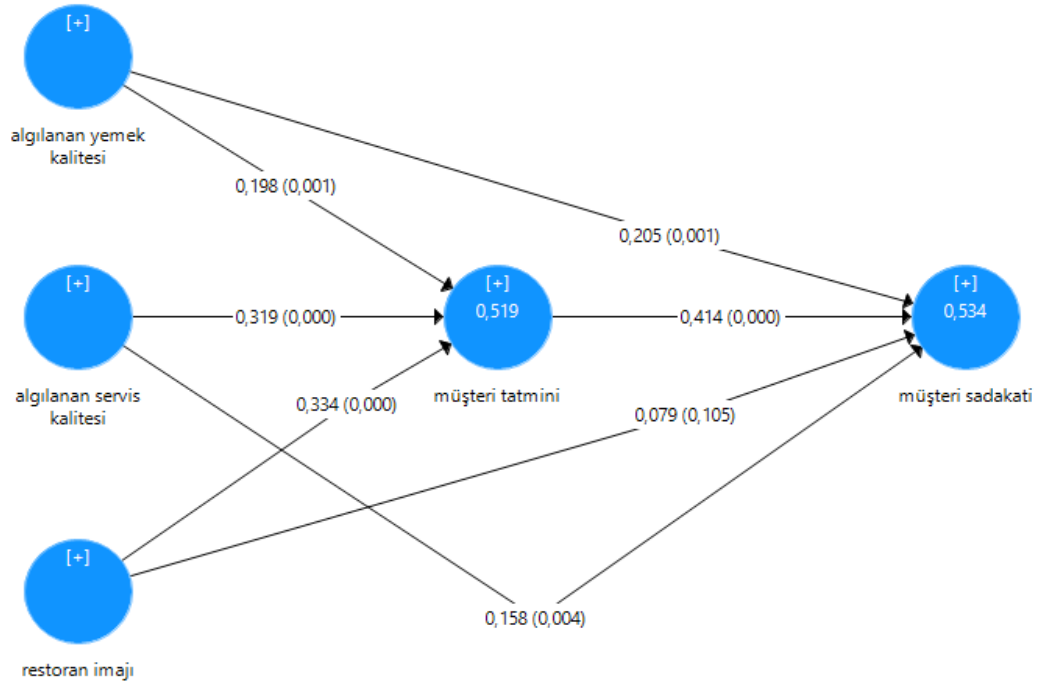 [+]
algılanan yemek
kalitesi
0,198 (0,001)
0,205 (0,001)
[+]
algılanan servis
kalitesi
0,319 (0,000)
[+]
0,519
müşteri tatmini
0,414 (0,000)
[+]
0,534
müşteri sadakati
0,334 (0,000)
0,079 (0,105)
[+]
restoran imajı
0,158 (0,004)